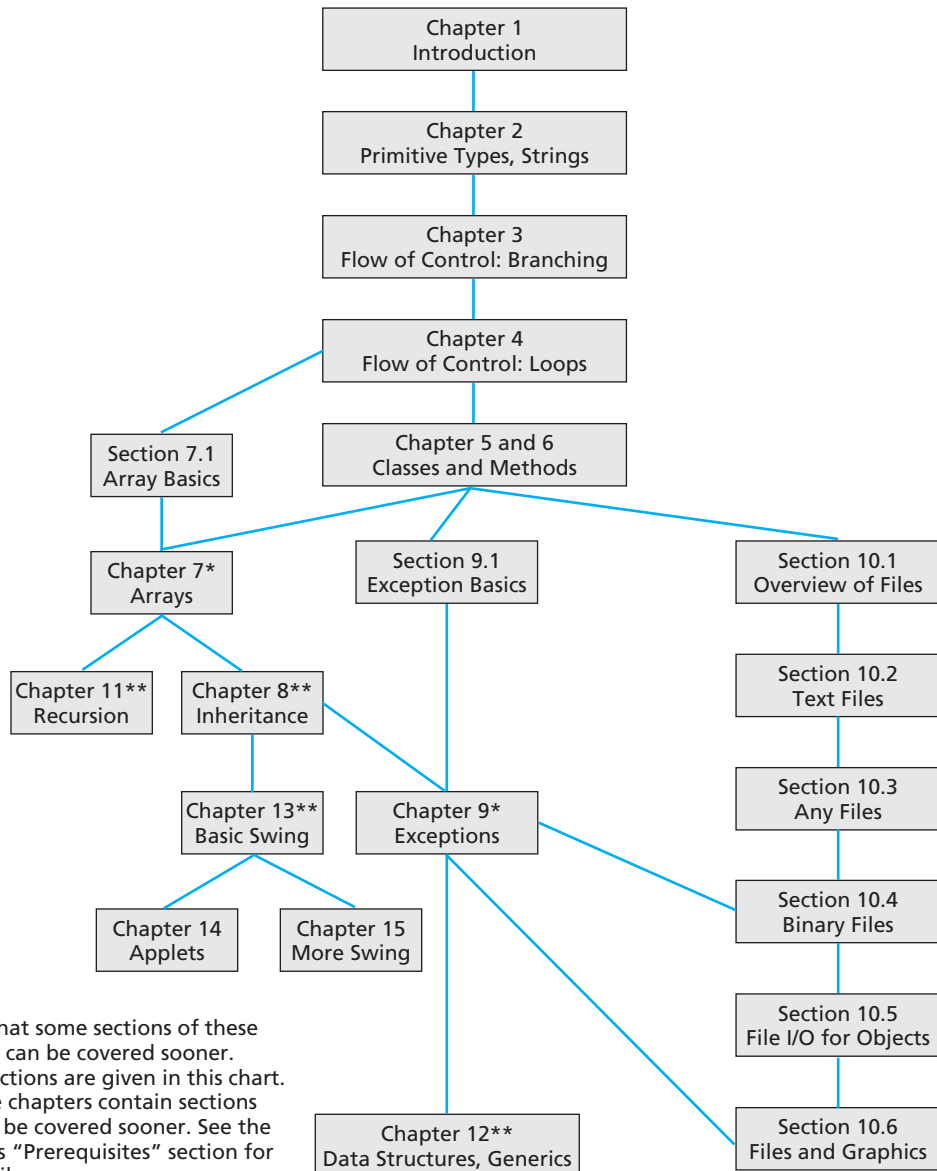 Chapter 1
Introduction
Chapter 2
Primitive Types, Strings
Chapter 3
Flow of Control: Branching
Chapter 4
Flow of Control: Loops
Section 7.1
Array Basics
Chapter 5 and 6
Classes and Methods
Chapter 7*
Arrays
Section 9.1
Exception Basics
Section 10.1
Overview of Files
Chapter 11**
Recursion
Chapter 8**
Inheritance
Section 10.2
Text Files
Chapter 13**
Basic Swing
Chapter 9*
Exceptions
Section 10.3
Any Files
Chapter 14
Applets
Chapter 15
More Swing
Section 10.4
Binary Files
Section 10.5
File I/O for Objects
hat some sections of these
can be covered sooner.
ctions are given in this chart.
e chapters contain sections
be covered sooner. See the
s "Prerequisites" section for
Chapter 12**
Data Structures, Generics
Section 10.6
Files and Graphics